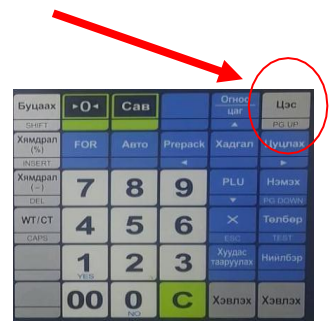 Буцаах ▸0◂ Сав Огноо цаг Цэс
SHIFT ▲ PG UP
Хямдрал (%) FOR Авто Prepack Хадгал Цуцлах
INSERT ◂ ▸
Хямдрал (−) 7 8 9 PLU Нэмэх
DEL ▼ PG DOWN
WT/CT 4 5 6 × Төлбөр
CAPS ESC TEST
1 2 3 Хуудас тааруулах Нийлбэр
YES
00 0 C Хэвлэх Хэвлэх
NO